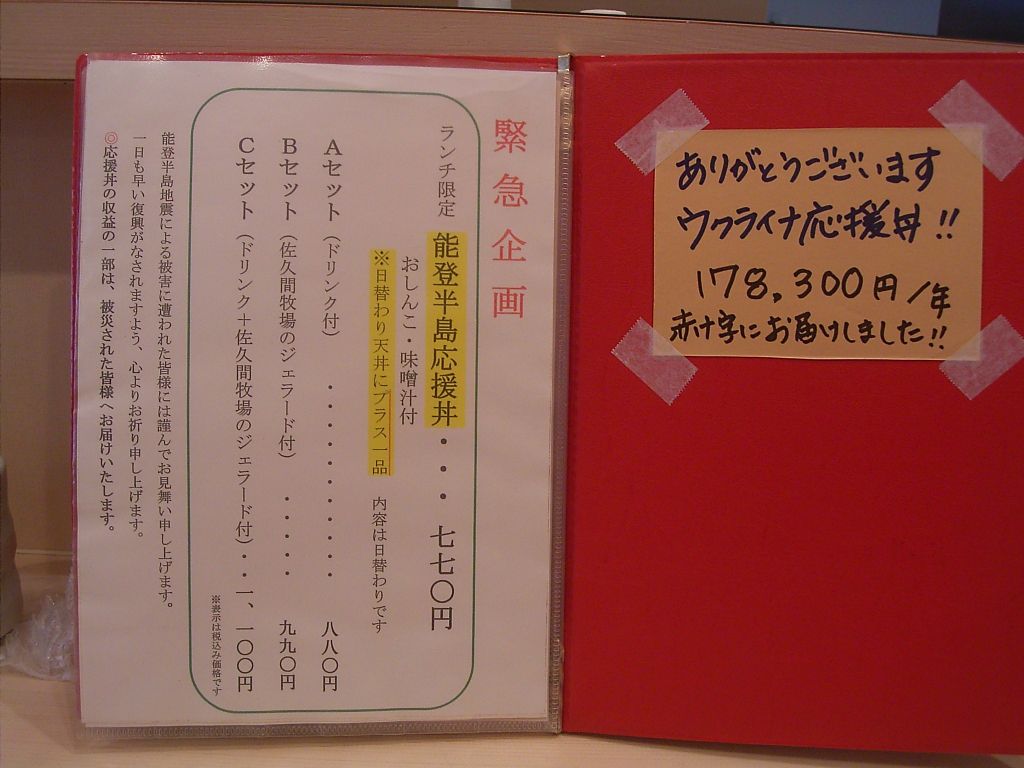 緊急企画
ランチ限定 能登半島応援丼・・・七七〇円
おしんこ・味噌汁付
※日替わり天丼にプラス一品 内容は日替わりです
Aセット（ドリンク付）・・・・・・・・・・・八八〇円
Bセット（佐久間牧場のジェラード付）・・・・・九九〇円
Cセット（ドリンク＋佐久間牧場のジェラード付）・・一、一〇〇円
※表示は税込み価格です
能登半島地震による被害に遭われた皆様には謹んでお見舞い申し上げます。
一日も早い復興がなされますよう、心よりお祈り申し上げます。
◎応援丼の収益の一部は、被災された皆様へお届けいたします。
ありがとうございます
ウクライナ応援丼!!
178,300円/年
赤十字にお届けしました!!